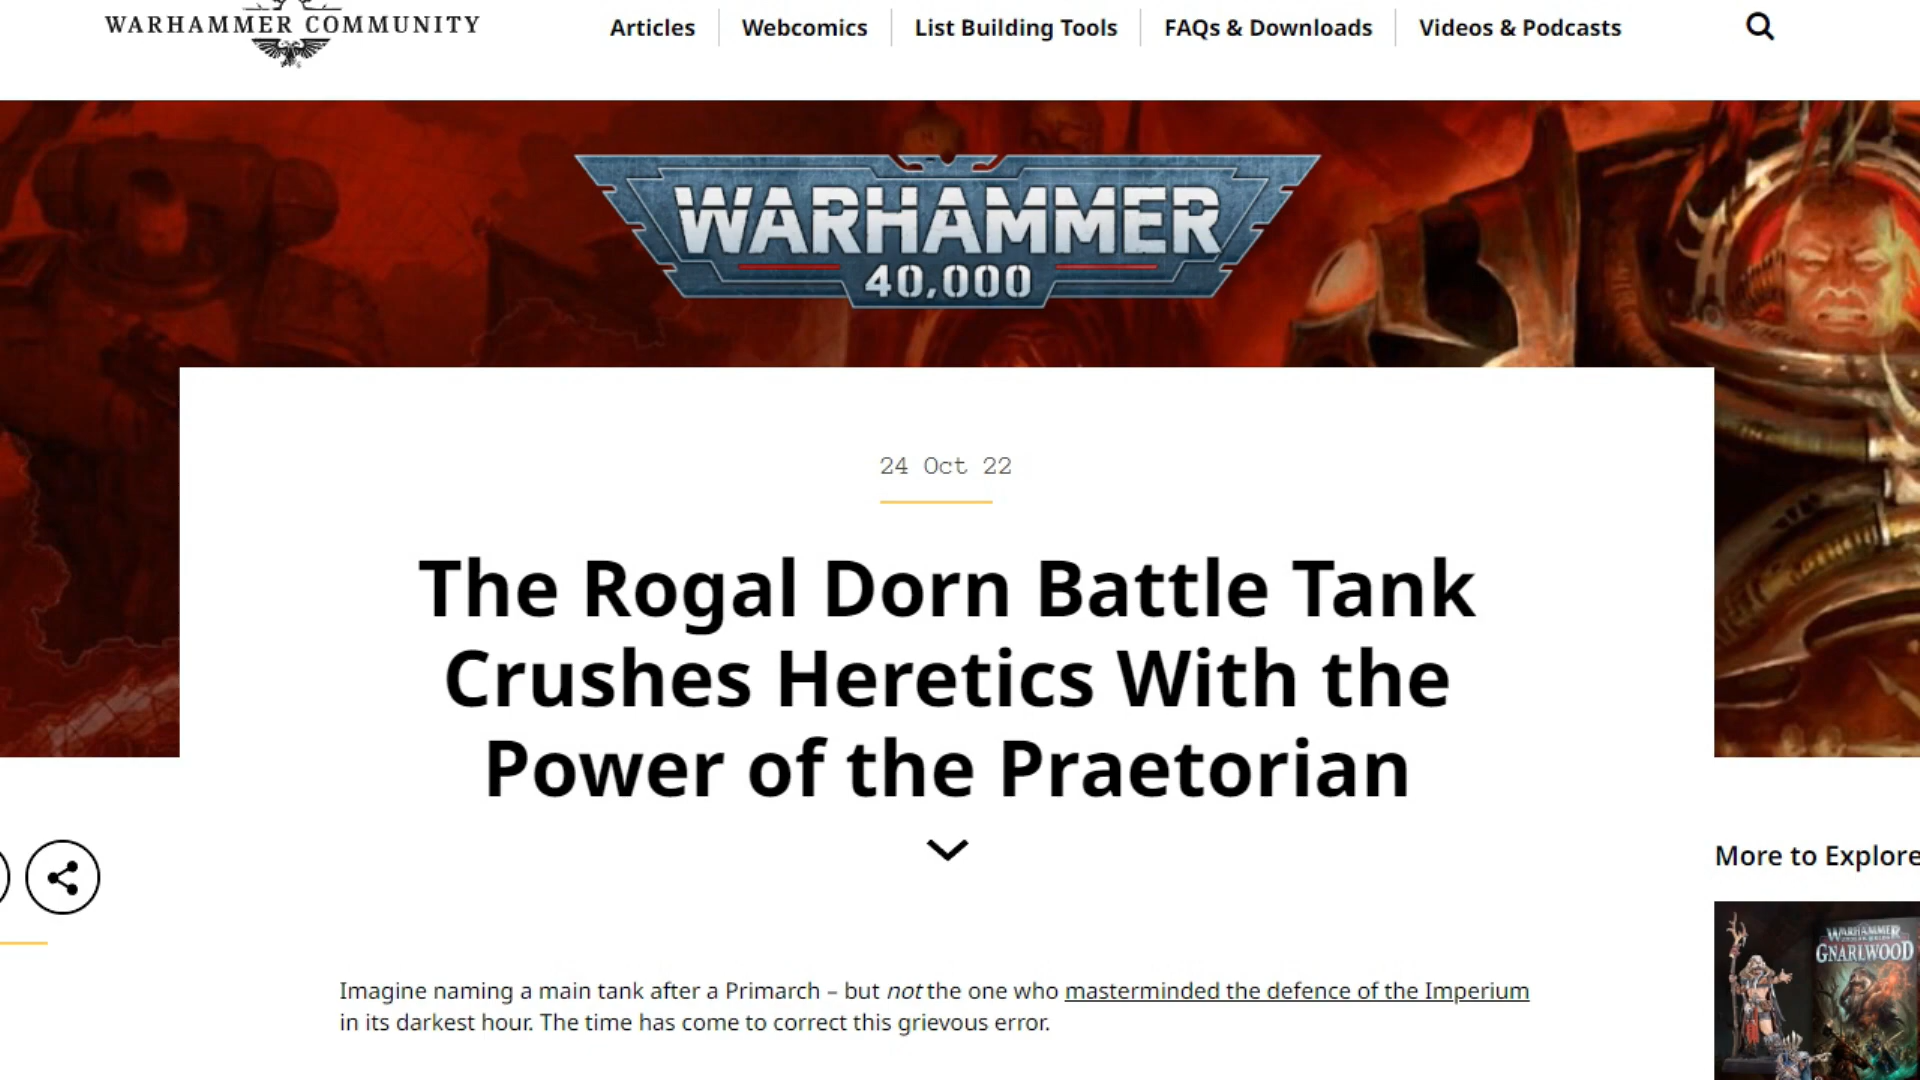 WARHAMMER COMMUNITY
Articles
Webcomics
List Building Tools
FAQs & Downloads
Videos & Podcasts
WARHAMMER
40,000
24 Oct 22
The Rogal Dorn Battle Tank
Crushes Heretics With the
Power of the Praetorian
More to Explore
Imagine naming a main tank after a Primarch – but not the one who masterminded the defence of the Imperium
in its darkest hour. The time has come to correct this grievous error.
WARHAMMER
GNARLWOOD